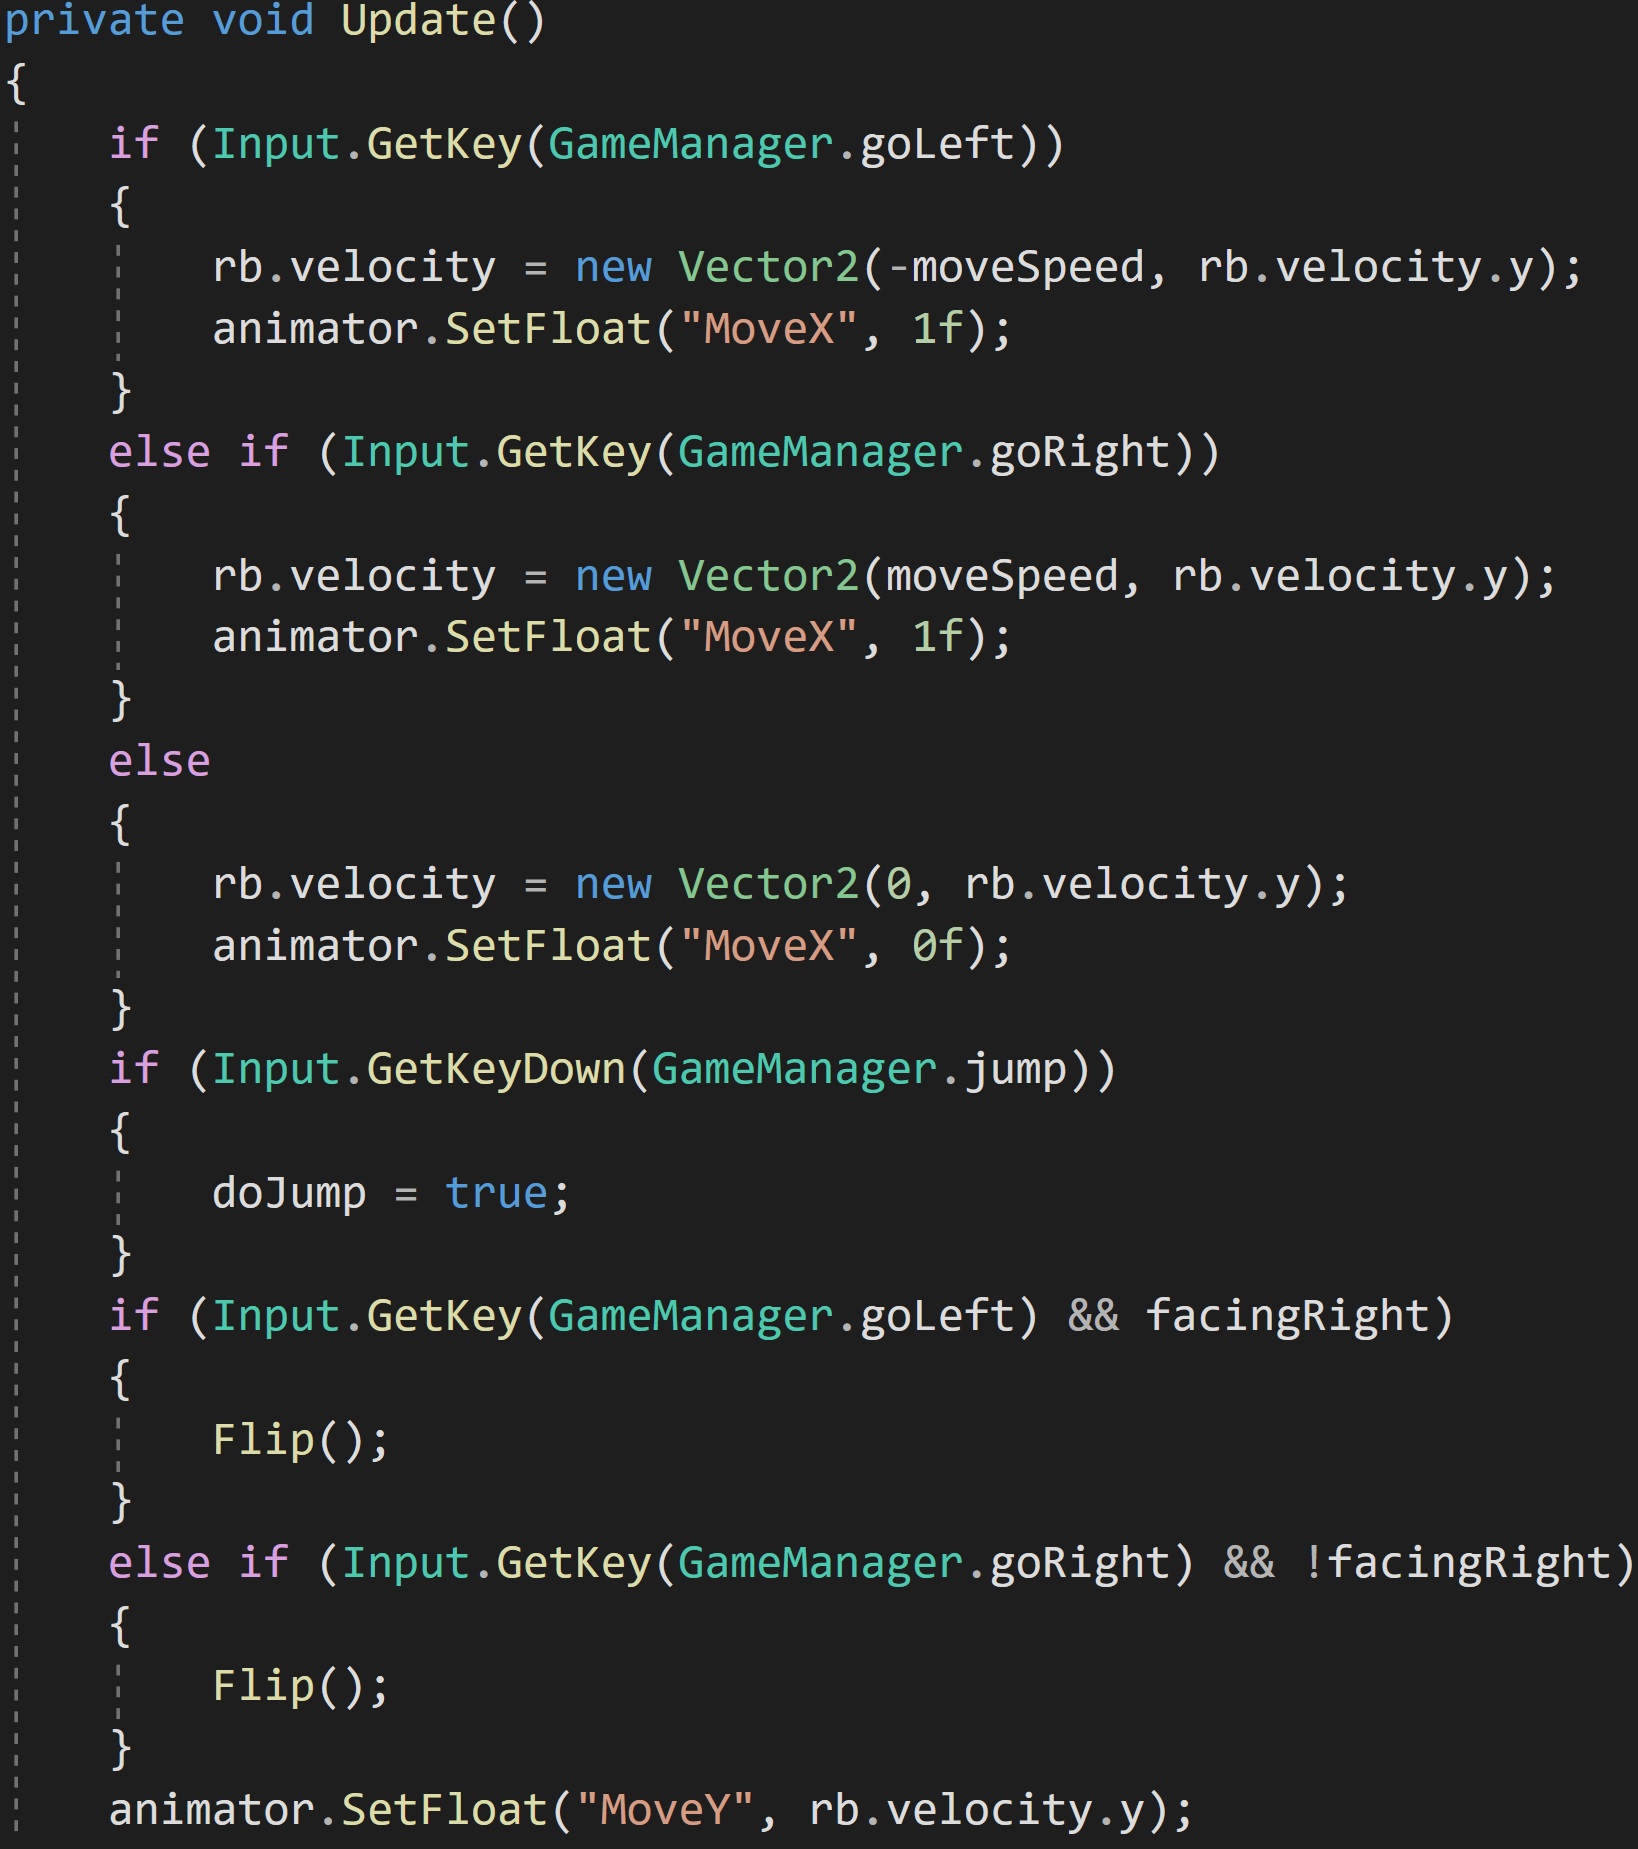 private void Update()
{
    if (Input.GetKey(GameManager.goLeft))
    {
        rb.velocity = new Vector2(-moveSpeed, rb.velocity.y);
        animator.SetFloat("MoveX", 1f);
    }
    else if (Input.GetKey(GameManager.goRight))
    {
        rb.velocity = new Vector2(moveSpeed, rb.velocity.y);
        animator.SetFloat("MoveX", 1f);
    }
    else
    {
        rb.velocity = new Vector2(0, rb.velocity.y);
        animator.SetFloat("MoveX", 0f);
    }
    if (Input.GetKeyDown(GameManager.jump))
    {
        doJump = true;
    }
    if (Input.GetKey(GameManager.goLeft) && facingRight)
    {
        Flip();
    }
    else if (Input.GetKey(GameManager.goRight) && !facingRight)
    {
        Flip();
    }
    animator.SetFloat("MoveY", rb.velocity.y);